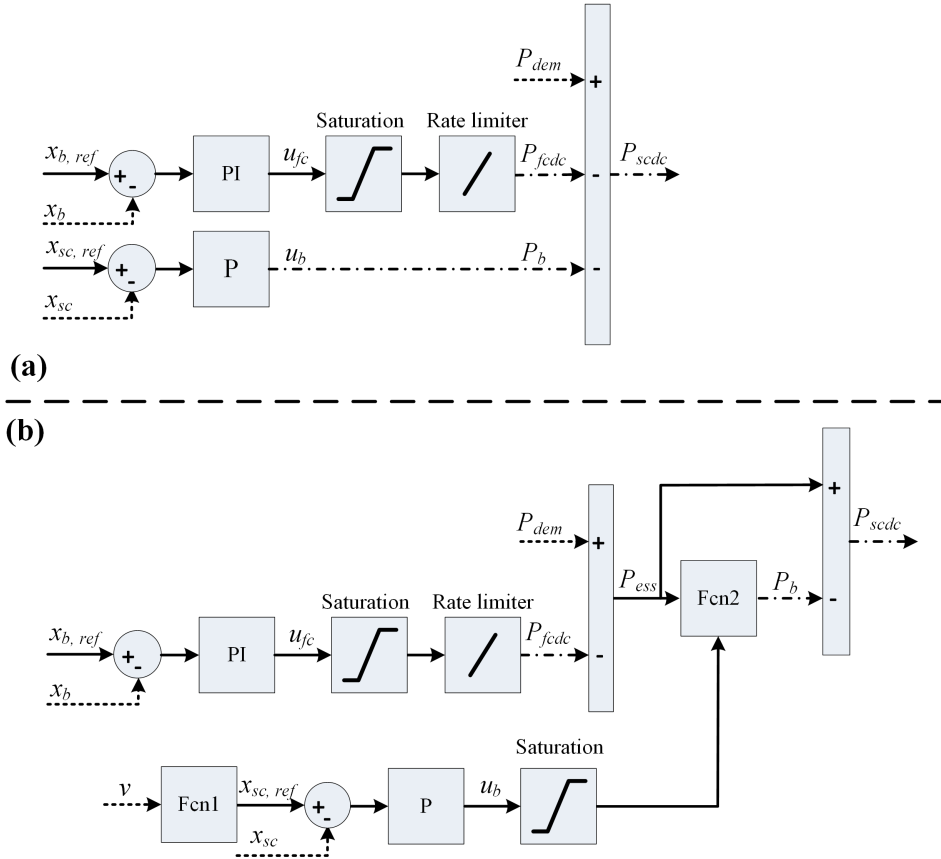 P_dem
+
Saturation
Rate limiter
x_b, ref
+
-
PI
u_fc
P_fcdc
-
P_scdc
x_b
x_sc, ref
+
-
P
u_b
P_b
-
x_sc
(a)
(b)
+
P_scdc
P_dem
+
P_ess
Fcn2
P_b
-
Saturation
Rate limiter
x_b, ref
+
-
PI
u_fc
P_fcdc
-
x_b
Saturation
v
Fcn1
x_sc, ref
+
-
P
u_b
x_sc